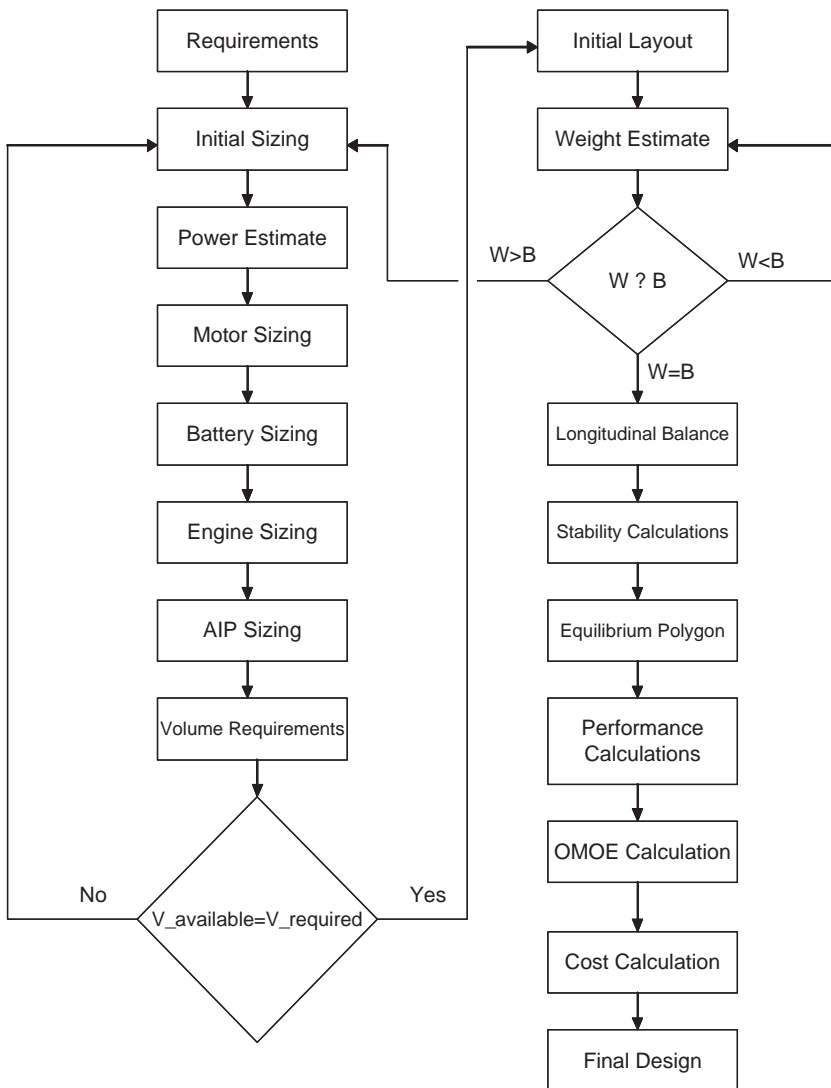 Requirements
Initial Sizing
Power Estimate
Motor Sizing
Battery Sizing
Engine Sizing
AIP Sizing
Volume Requirements
No
V_available=V_required
Yes
Initial Layout
Weight Estimate
W>B
W ? B
W<B
W=B
Longitudinal Balance
Stability Calculations
Equilibrium Polygon
Performance
Calculations
OMOE Calculation
Cost Calculation
Final Design